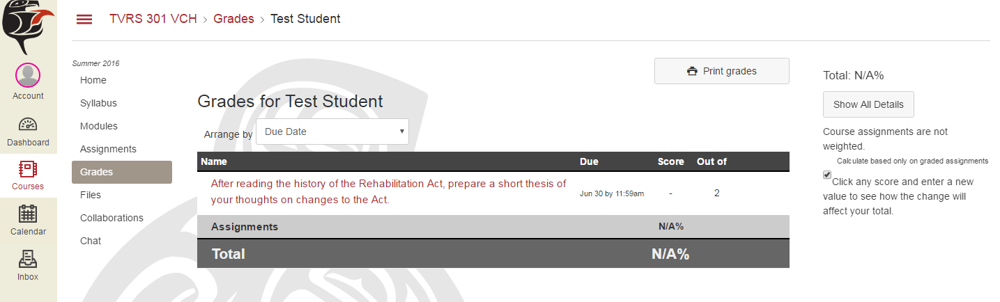 TVRS 301 VCH > Grades > Test Student
Account
Dashboard
Courses
Calendar
Inbox
Summer 2016
Home
Syllabus
Modules
Assignments
Grades
Files
Collaborations
Chat
Print grades
Grades for Test Student
Arrange by Due Date
Name Due Score Out of
After reading the history of the Rehabilitation Act, prepare a short thesis of
your thoughts on changes to the Act.
Jun 30 by 11:59am - 2
Assignments N/A%
Total N/A%
Total: N/A%
Show All Details
Course assignments are not
weighted.
Calculate based only on graded assignments
Click any score and enter a new
value to see how the change will
affect your total.